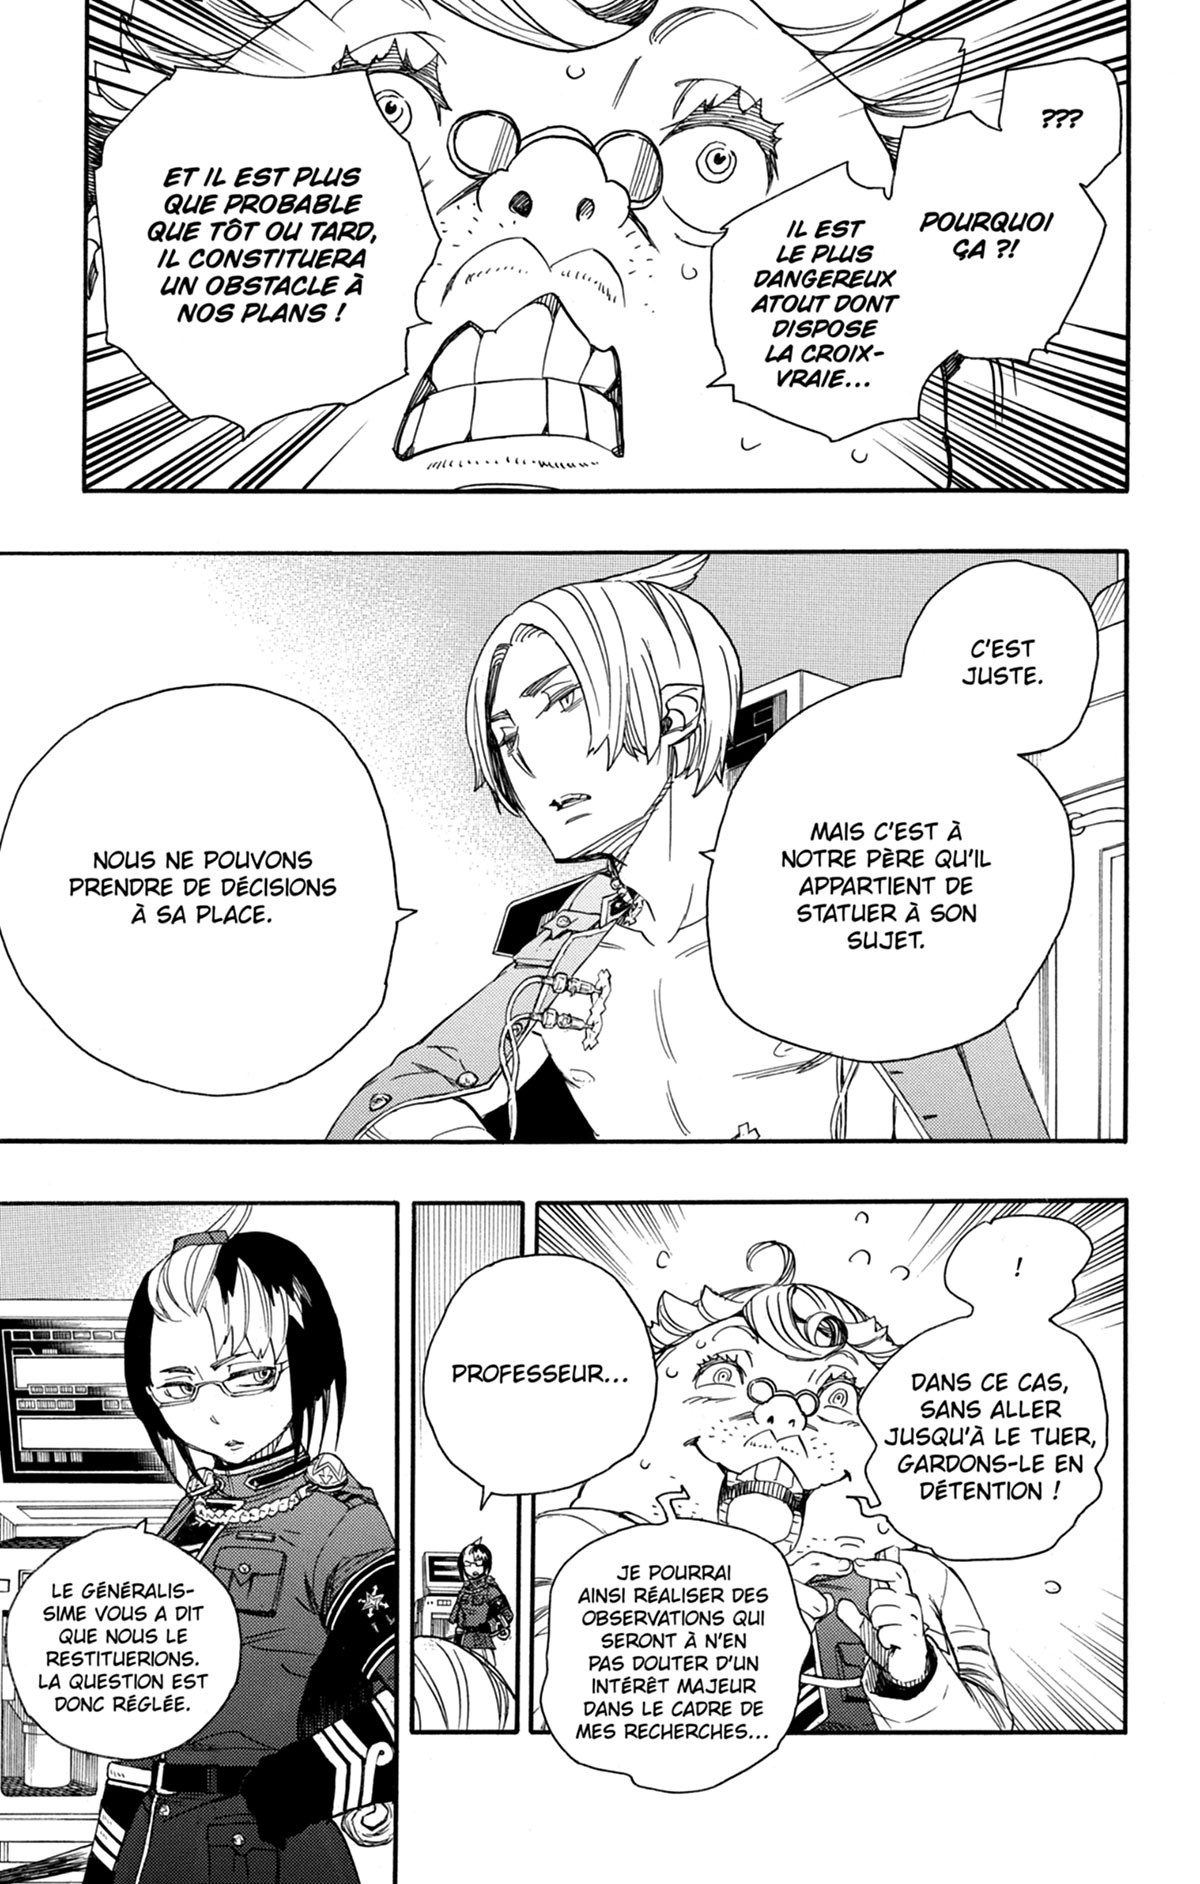 ???
POURQUOI
ÇA ?!
IL EST
LE PLUS
DANGEREUX
ATOUT DONT
DISPOSE
LA CROIX-
VRAIE...
ET IL EST PLUS
QUE PROBABLE
QUE TÔT OU TARD,
IL CONSTITUERA
UN OBSTACLE À
NOS PLANS !
C'EST
JUSTE.
MAIS C'EST À
NOTRE PÈRE QU'IL
APPARTIENT DE
STATUER À SON
SUJET.
NOUS NE POUVONS
PRENDRE DE DÉCISIONS
À SA PLACE.
!
DANS CE CAS,
SANS ALLER
JUSQU'À LE TUER,
GARDONS-LE EN
DÉTENTION !
JE POURRAI
AINSI RÉALISER DES
OBSERVATIONS QUI
SERONT À N'EN
PAS DOUTER D'UN
INTÉRÊT MAJEUR
DANS LE CADRE DE
MES RECHERCHES...
PROFESSEUR...
LE GÉNÉRALIS-
SIME VOUS A DIT
QUE NOUS LE
RESTITUERIONS.
LA QUESTION EST
DONC RÉGLÉE.